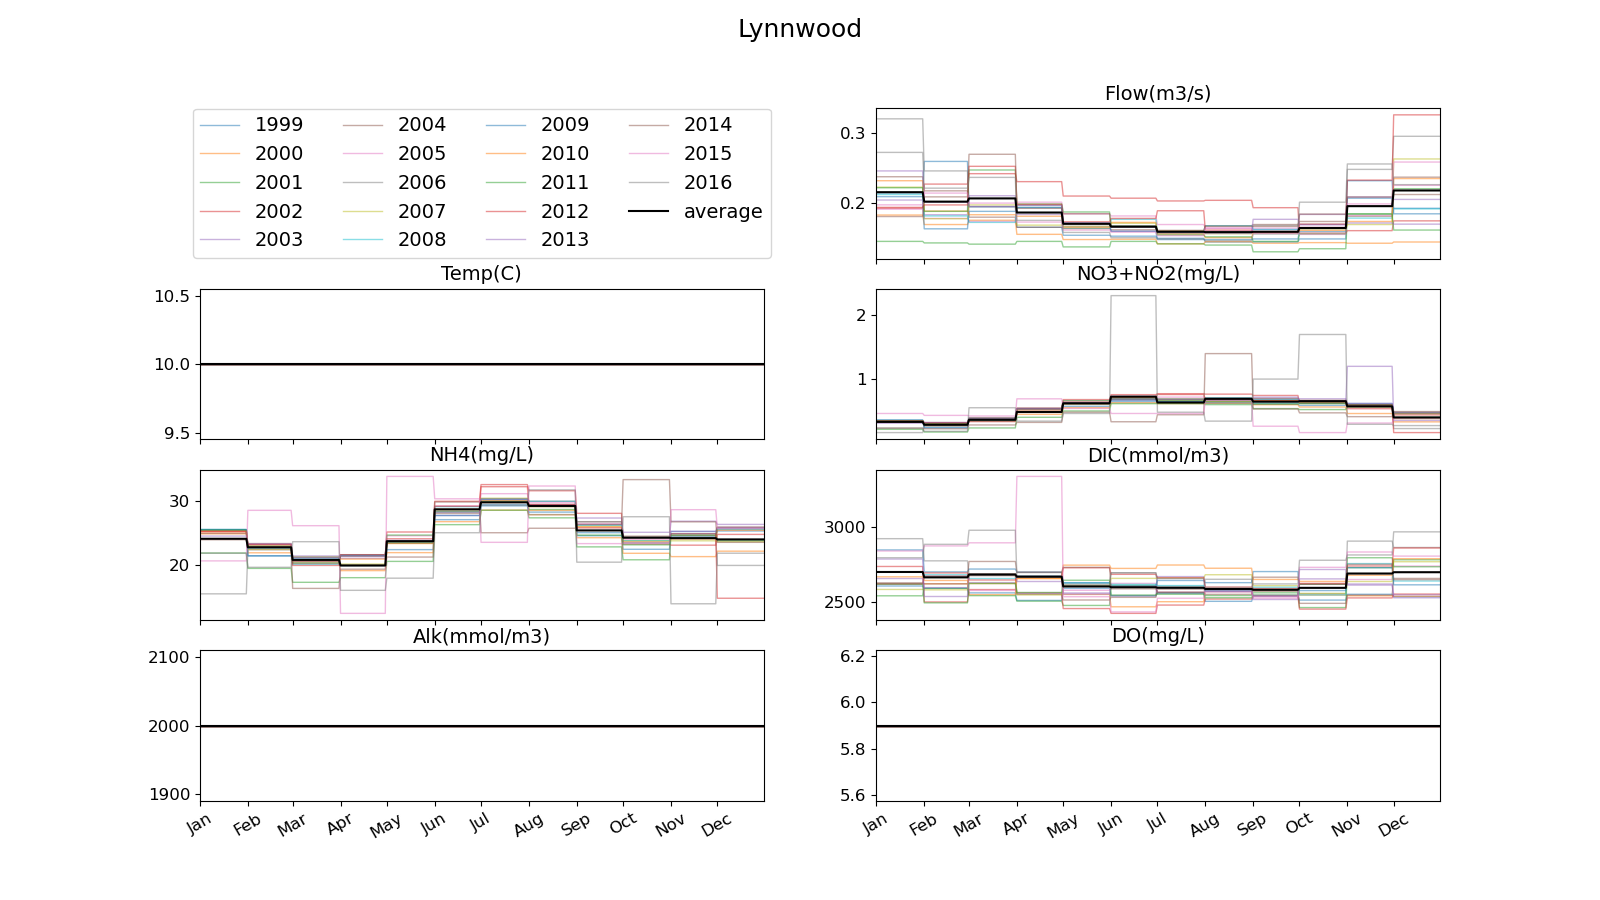 Lynnwood
1999 2004 2009 2014
2000 2005 2010 2015
2001 2006 2011 2016
2002 2007 2012 average
2003 2008 2013
Flow(m3/s)
0.3
0.2
Temp(C)
10.5
10.0
9.5
NO3+NO2(mg/L)
2
1
NH4(mg/L)
30
20
DIC(mmol/m3)
3000
2500
Alk(mmol/m3)
2100
2000
1900
Jan Feb Mar Apr May Jun Jul Aug Sep Oct Nov Dec
DO(mg/L)
6.2
6.0
5.8
5.6
Jan Feb Mar Apr May Jun Jul Aug Sep Oct Nov Dec